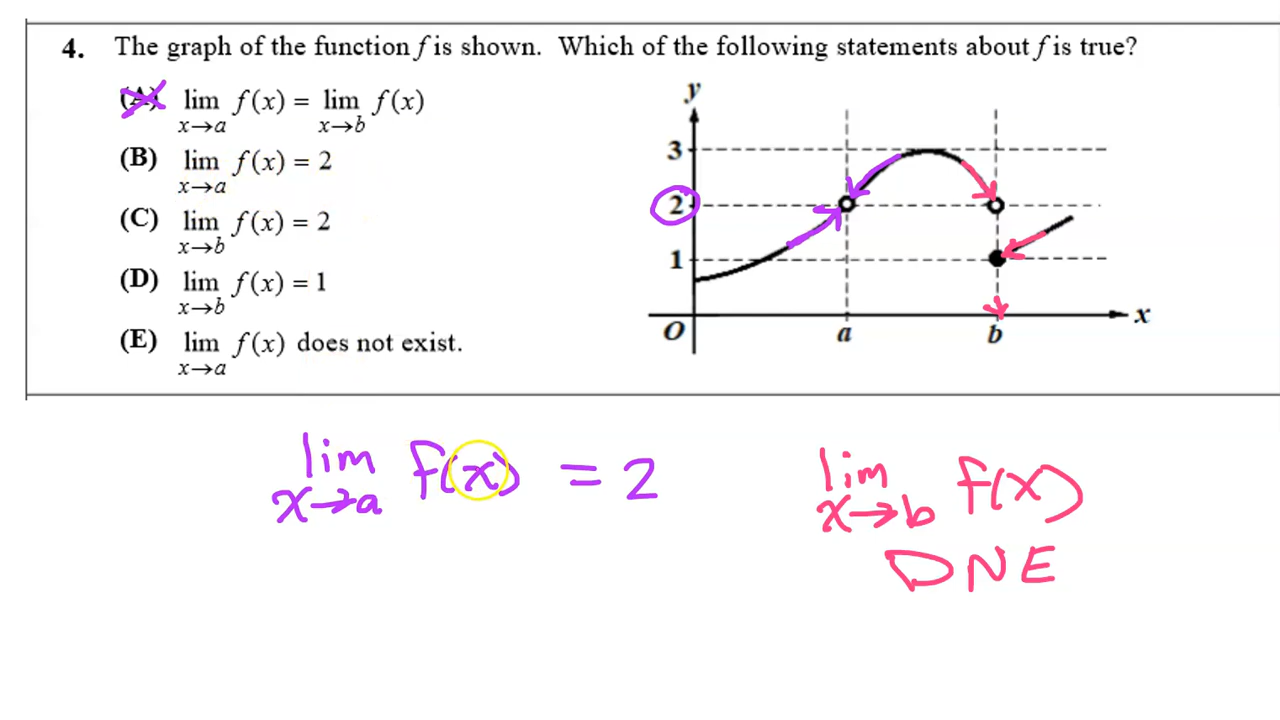 4. The graph of the function f is shown. Which of the following statements about f is true?
(A) lim f(x) = lim f(x)
x→a x→b
(B) lim f(x) = 2
x→a
(C) lim f(x) = 2
x→b
(D) lim f(x) = 1
x→b
(E) lim f(x) does not exist.
x→a
y
3
2
1
O
a
b
x
lim f(x) = 2
x→a
lim f(x)
x→b
DNE